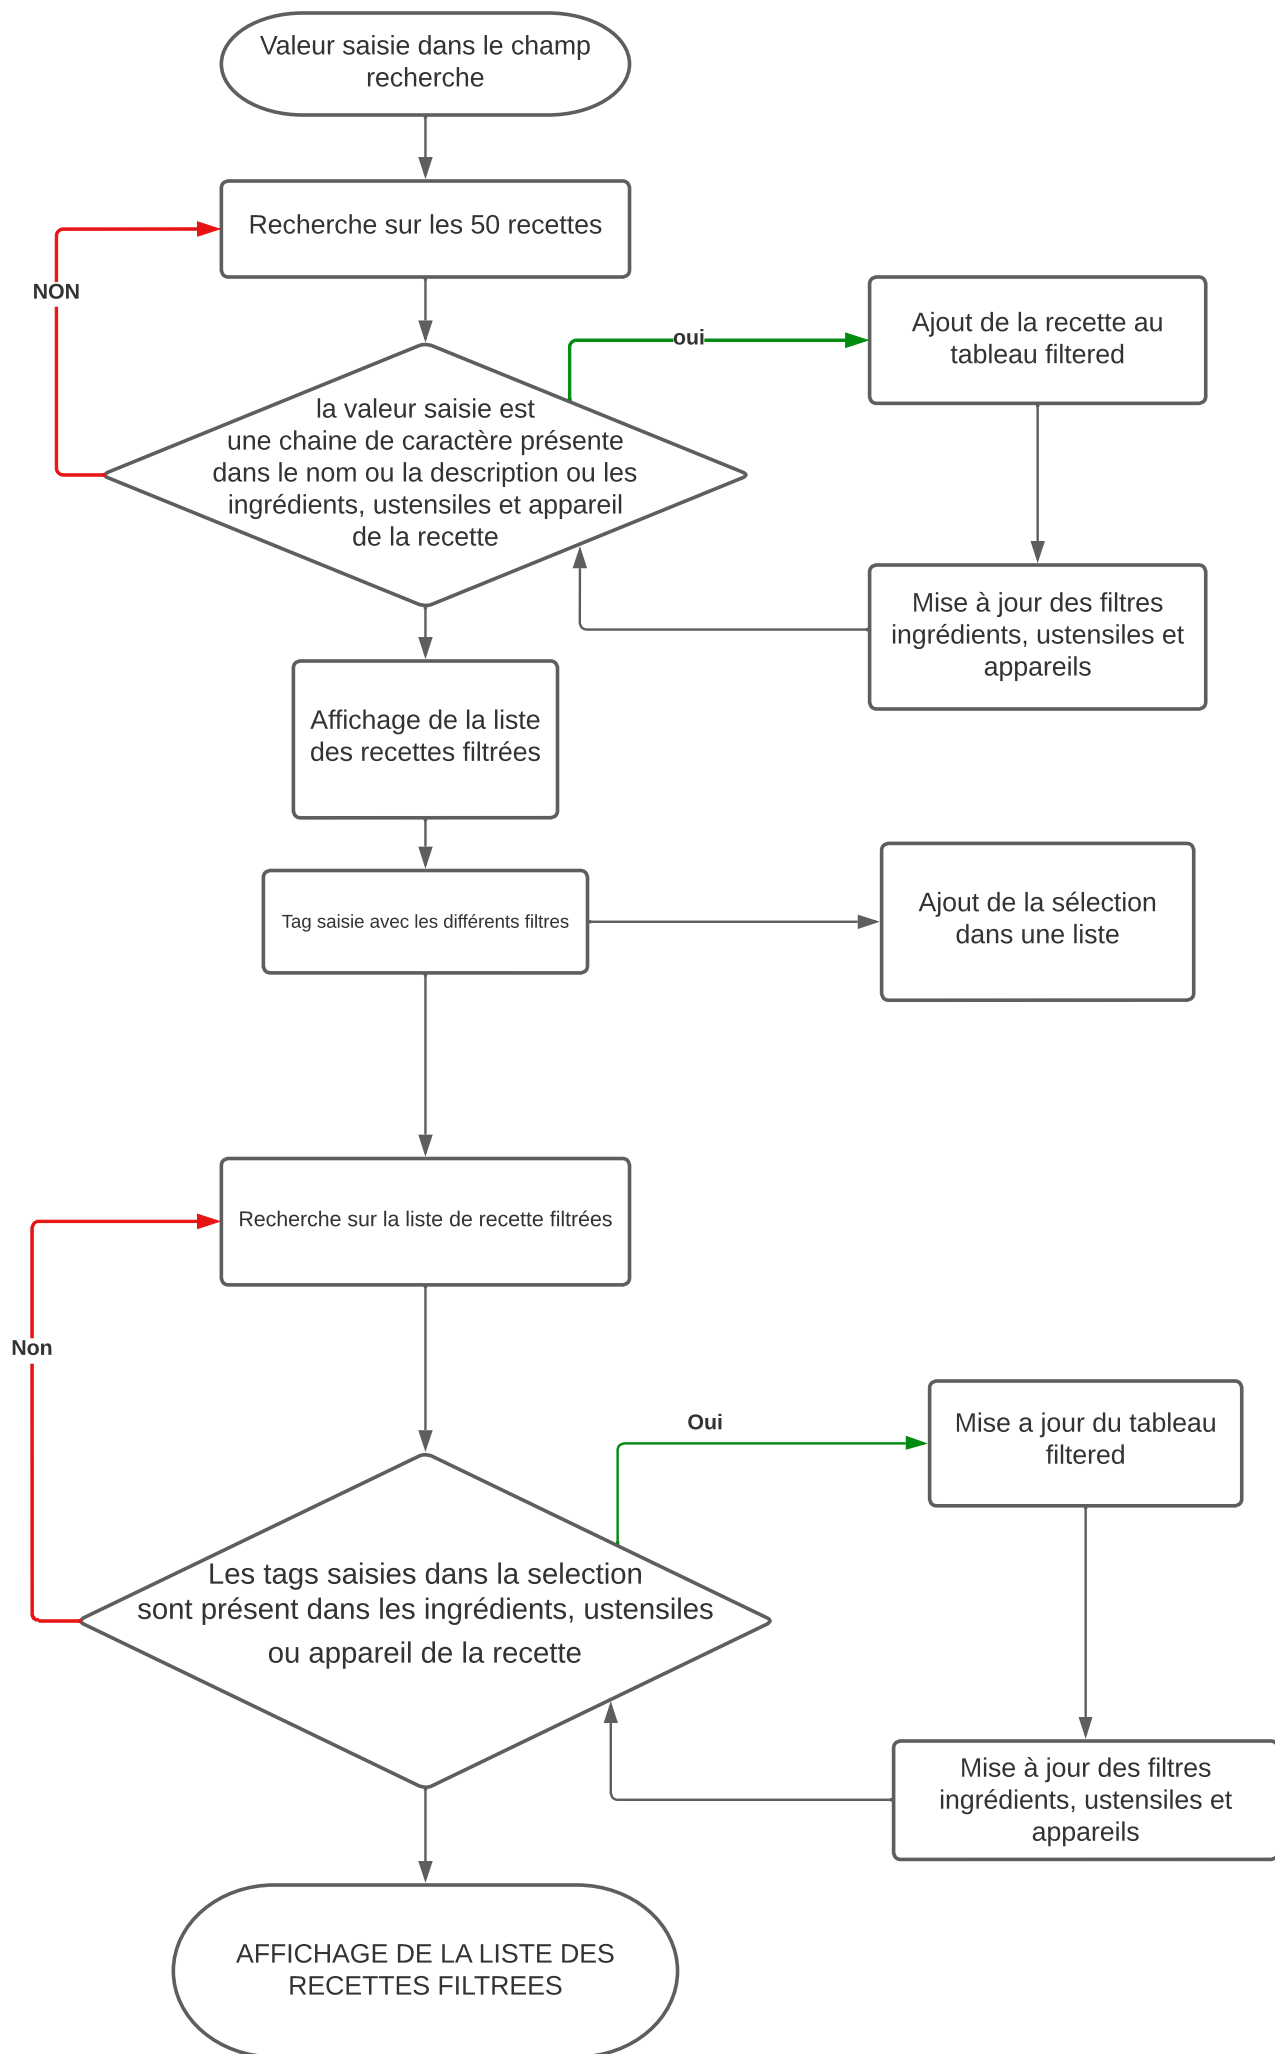 Valeur saisie dans le champ
recherche
Recherche sur les 50 recettes
NON
oui
Ajout de la recette au
tableau filtered
la valeur saisie est
une chaine de caractère présente
dans le nom ou la description ou les
ingrédients, ustensiles et appareil
de la recette
Mise à jour des filtres
ingrédients, ustensiles et
appareils
Affichage de la liste
des recettes filtrées
Tag saisie avec les différents filtres
Ajout de la sélection
dans une liste
Recherche sur la liste de recette filtrées
Non
Oui
Mise a jour du tableau
filtered
Les tags saisies dans la selection
sont présent dans les ingrédients, ustensiles
ou appareil de la recette
Mise à jour des filtres
ingrédients, ustensiles et
appareils
AFFICHAGE DE LA LISTE DES
RECETTES FILTREES